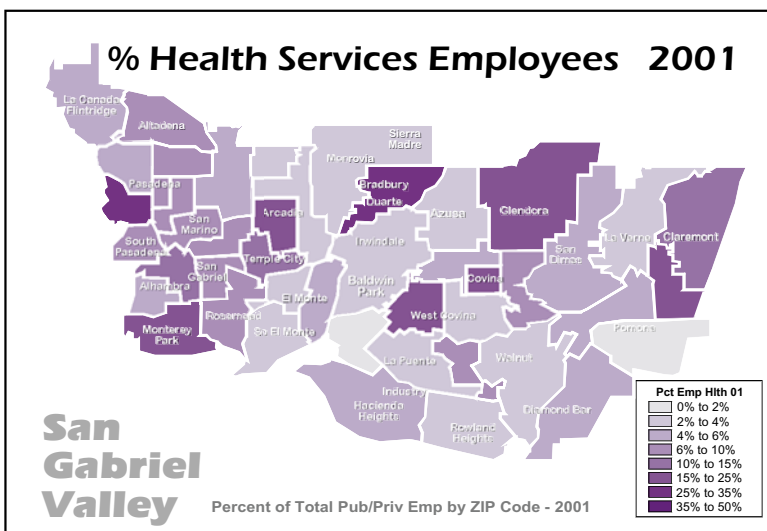 % Health Services Employees 2001
La Canada
Flintridge
Altadena
Sierra
Madre
Monrovia
Pasadena
Bradbury
Duarte
Arcadia
Azusa
Glendora
San
Marino
La Verne
Claremont
South
Pasadena
Irwindale
San
Dimas
Temple City
San
Gabriel
Alhambra
Baldwin
Park
Covina
El Monte
Rosemead
West Covina
Monterey
Park
So El Monte
Pomona
La Puente
Walnut
Industry
Hacienda
Heights
Diamond Bar
Rowland
Heights
Pct Emp Hlth 01
0% to 2%
2% to 4%
4% to 6%
6% to 10%
10% to 15%
15% to 25%
25% to 35%
35% to 50%
San
Gabriel
Valley
Percent of Total Pub/Priv Emp by ZIP Code - 2001